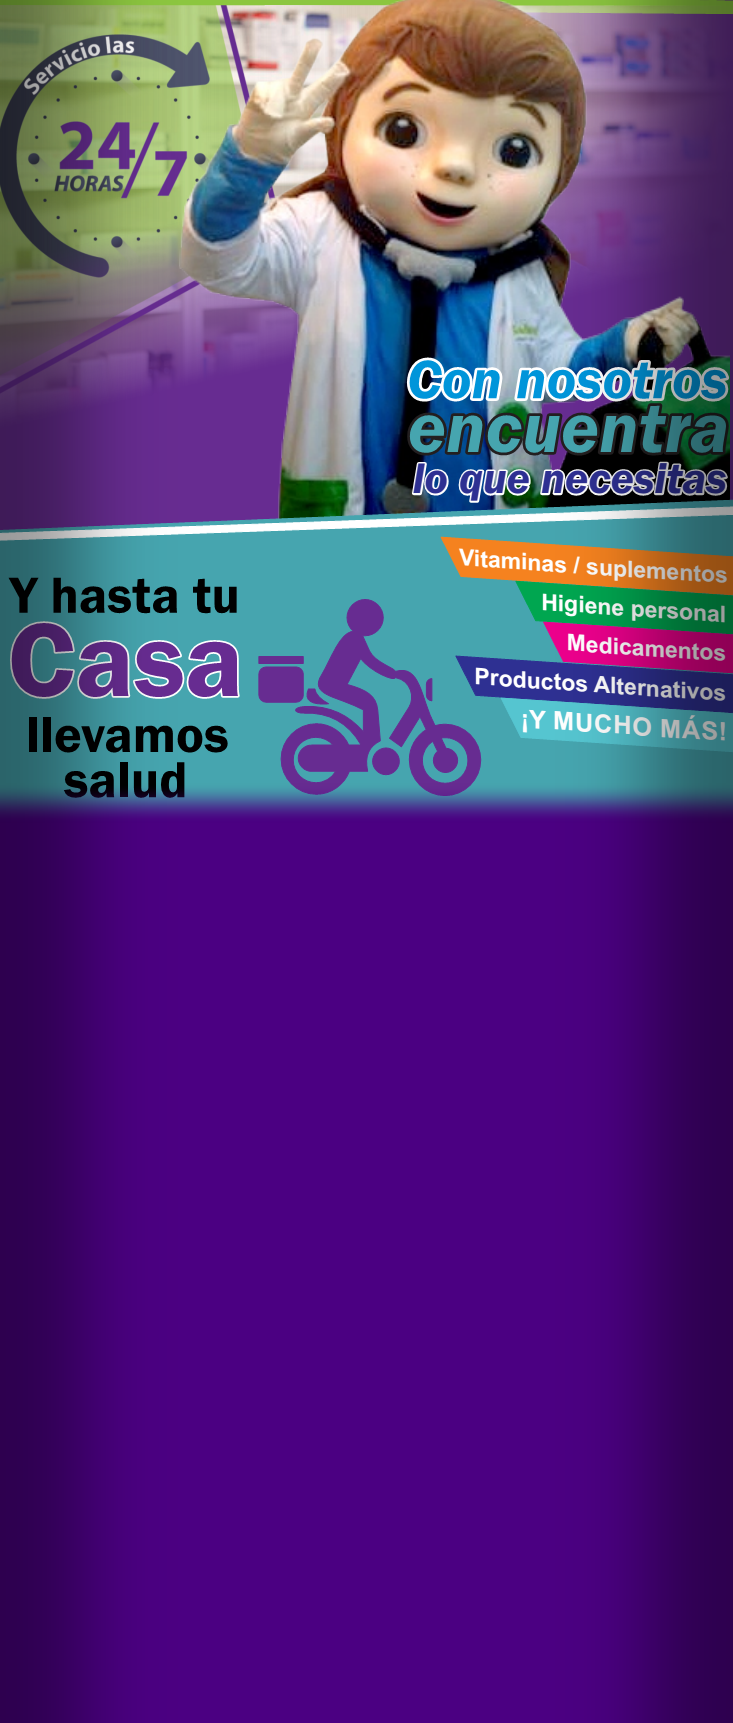 Servicio las
24/7
HORAS
Con nosotros
encuentra
lo que necesitas
Y hasta tu
Casa
llevamos
salud
Vitaminas / suplementos
Higiene personal
Medicamentos
Productos Alternativos
¡Y MUCHO MÁS!